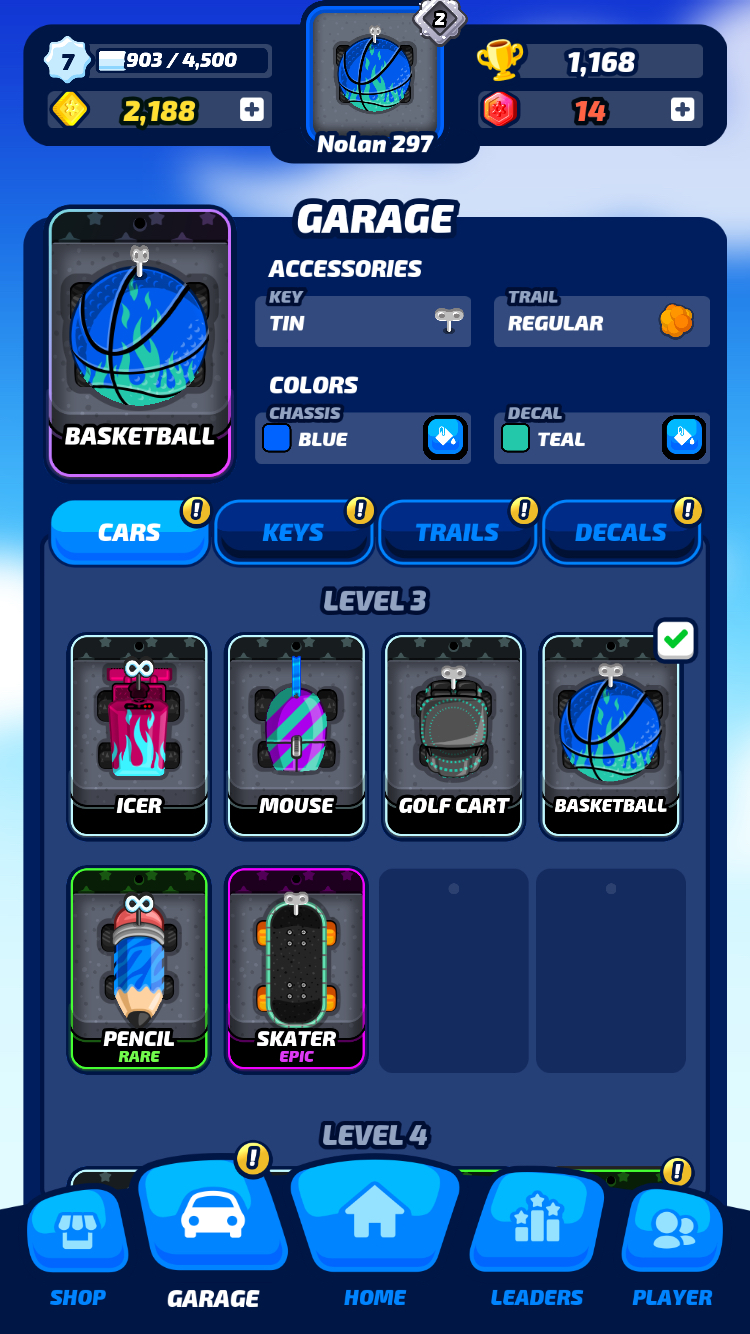 7
903 / 4,500
2
1,168
2,188
14
Nolan 297
GARAGE
BASKETBALL
ACCESSORIES
KEY
TIN
TRAIL
REGULAR
COLORS
CHASSIS
BLUE
DECAL
TEAL
CARS
KEYS
TRAILS
DECALS
LEVEL 3
ICER
MOUSE
GOLF CART
BASKETBALL
PENCIL
RARE
SKATER
EPIC
LEVEL 4
SHOP
GARAGE
HOME
LEADERS
PLAYER